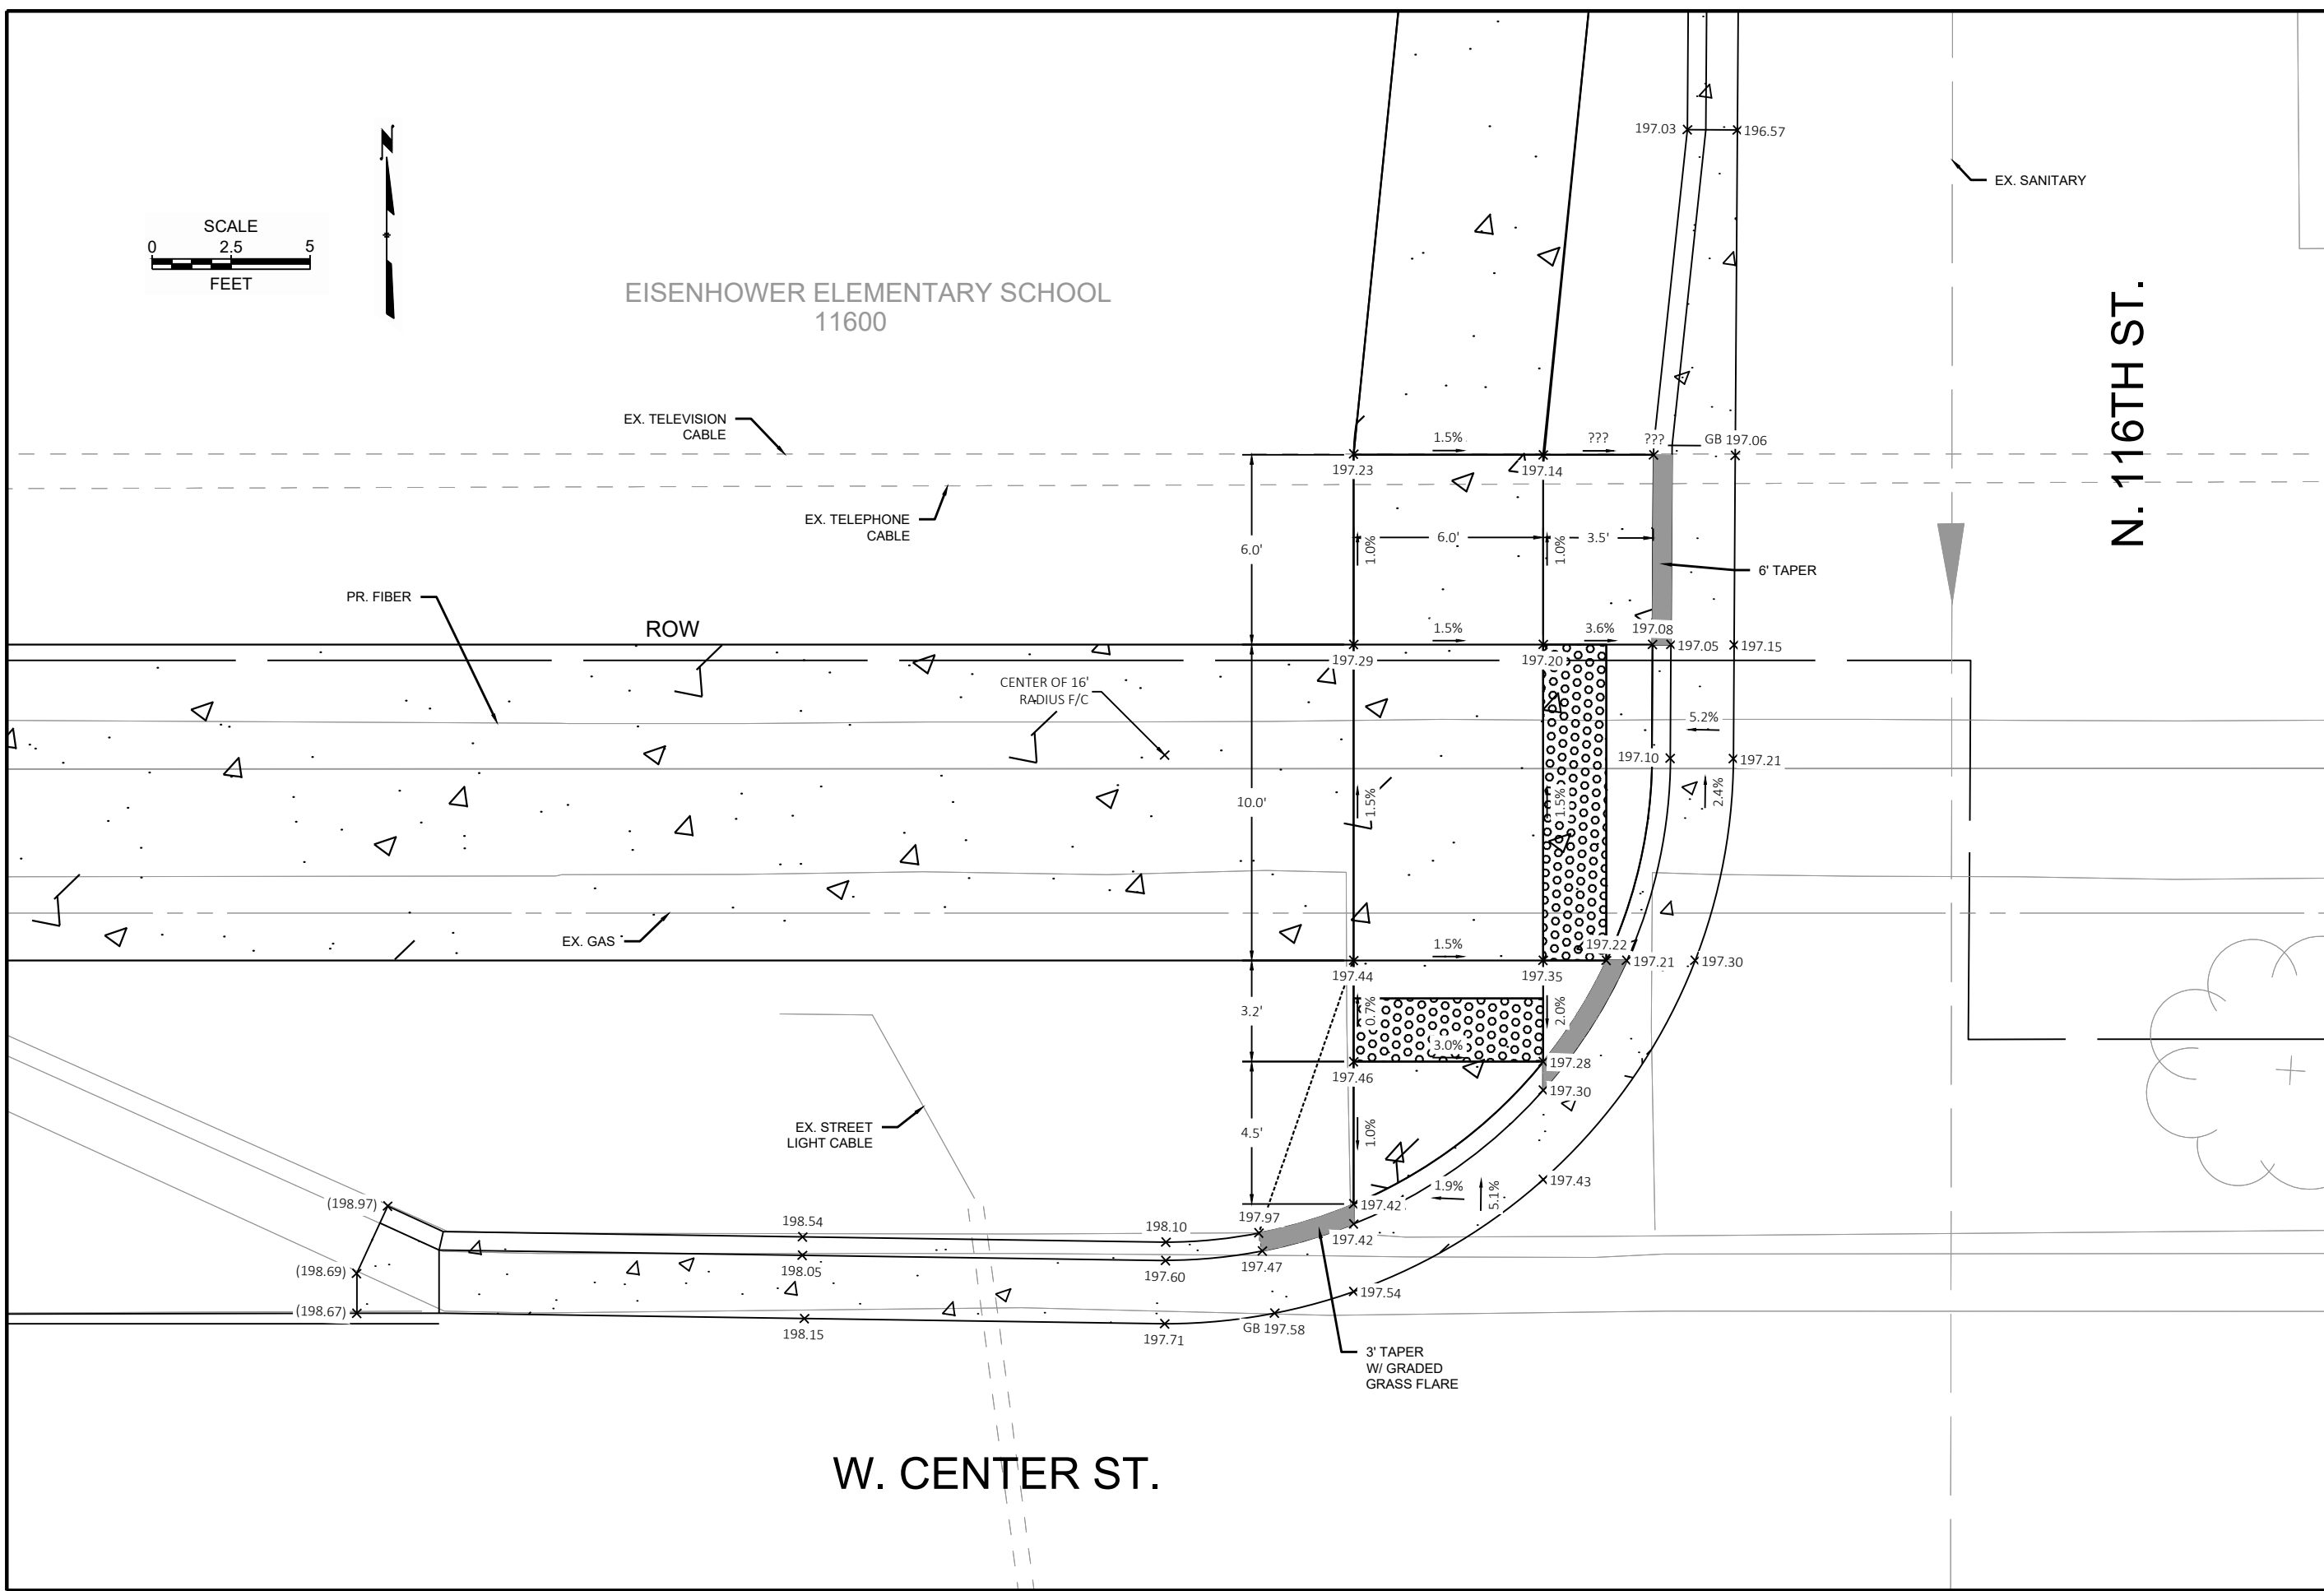 197.03
196.57
EX. SANITARY
SCALE
0 2.5 5
FEET
N
EISENHOWER ELEMENTARY SCHOOL
11600
N. 116TH ST.
EX. TELEVISION
CABLE
1.5%
???
???
GB 197.06
197.23
197.14
EX. TELEPHONE
CABLE
6.0'
1.0%
6.0'
1.0%
3.5'
6' TAPER
PR. FIBER
ROW
1.5%
3.6%
197.08
197.29
197.20
197.05
197.15
CENTER OF 16'
RADIUS F/C
5.2%
197.10
197.21
10.0'
1.5%
1.5%
2.4%
EX. GAS
1.5%
197.22
197.44
197.35
197.21
197.30
3.2'
0.7%
2.0%
3.0%
197.46
197.28
197.30
EX. STREET
LIGHT CABLE
4.5'
1.0%
1.9%
5.1%
197.43
(198.97)
198.54
198.10
197.97
197.42
197.42
(198.69)
198.05
197.60
197.47
197.54
(198.67)
198.15
197.71
GB 197.58
3' TAPER
W/ GRADED
GRASS FLARE
W. CENTER ST.